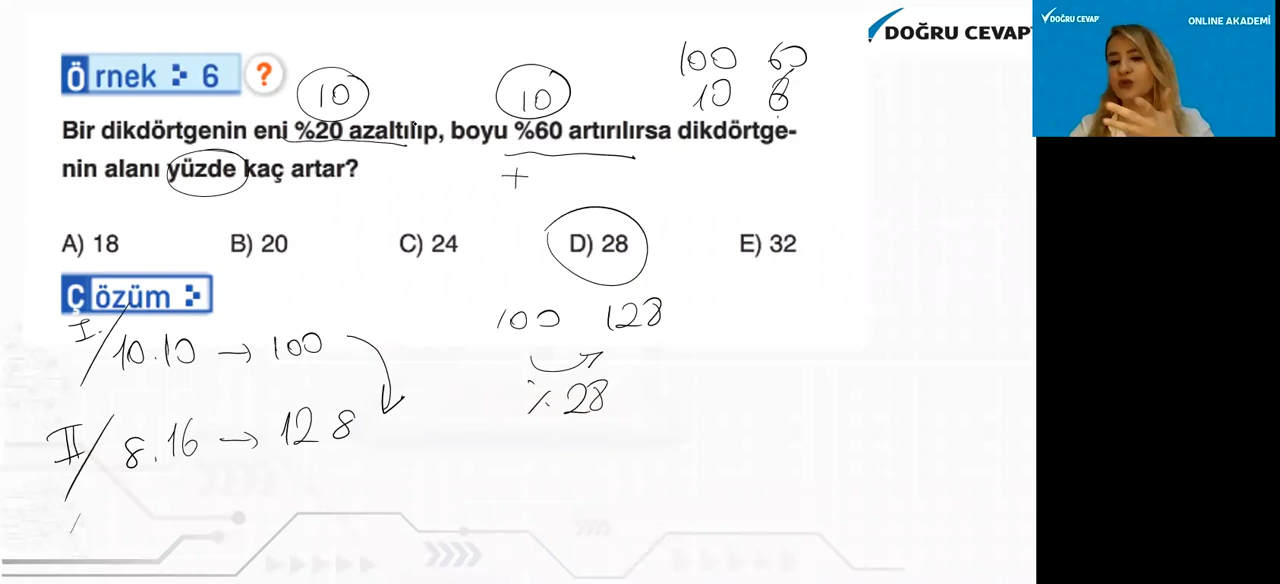 DOĞRU CEVAP
DOĞRU CEVAP
ONLINE AKADEMİ
Örnek 6 ?
10
10
100 60
10 6
Bir dikdörtgenin eni %20 azaltılıp, boyu %60 artırılırsa dikdörtge-
nin alanı yüzde kaç artar?
+
A) 18 B) 20 C) 24 D) 28 E) 32
Çözüm
I/ 10.10 → 100
100 128
% 28
II/ 8.16 → 128